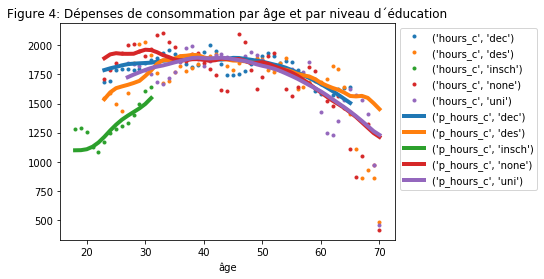 Figure 4: Dépenses de consommation par âge et par niveau d´éducation
2000
1750
1500
1250
1000
750
500
20
30
40
50
60
70
âge
('hours_c', 'dec')
('hours_c', 'des')
('hours_c', 'insch')
('hours_c', 'none')
('hours_c', 'uni')
('p_hours_c', 'dec')
('p_hours_c', 'des')
('p_hours_c', 'insch')
('p_hours_c', 'none')
('p_hours_c', 'uni')